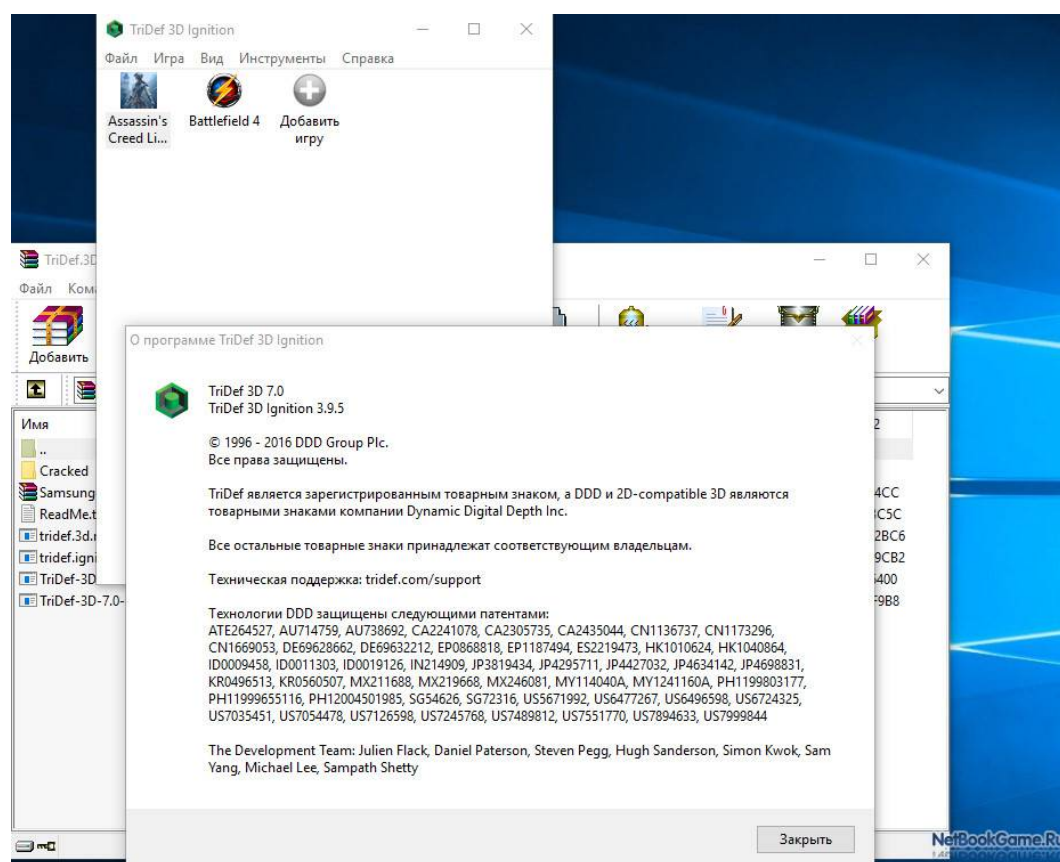 TriDef 3D Ignition
Файл Игра Вид Инструменты Справка
Assassin's
Creed Li...
Battlefield 4
Добавить
игру
TriDef.3D
Файл Кома
Добавить
Имя
..
Cracked
Samsung
ReadMe.t
tridef.3d.r
tridef.igni
TriDef-3D
TriDef-3D-7.0-
2
4CC
C5C
2BC6
9CB2
400
F9B8
О программе TriDef 3D Ignition
TriDef 3D 7.0
TriDef 3D Ignition 3.9.5
© 1996 - 2016 DDD Group Plc.
Все права защищены.
TriDef является зарегистрированным товарным знаком, а DDD и 2D-compatible 3D являются
товарными знаками компании Dynamic Digital Depth Inc.
Все остальные товарные знаки принадлежат соответствующим владельцам.
Техническая поддержка: tridef.com/support
Технологии DDD защищены следующими патентами:
ATE264527, AU714759, AU738692, CA2241078, CA2305735, CA2435044, CN1136737, CN1173296,
CN1669053, DE69628662, DE69632212, EP0868818, EP1187494, ES2219473, HK1010624, HK1040864,
ID0009458, ID0011303, ID0019126, IN214909, JP3819434, JP4295711, JP4427032, JP4634142, JP4698831,
KR0496513, KR0560507, MX211688, MX219668, MX246081, MY114040A, MY1241160A, PH1199803177,
PH11999655116, PH12004501985, SG54626, SG72316, US5671992, US6477267, US6496598, US6724325,
US7035451, US7054478, US7126598, US7245768, US7489812, US7551770, US7894633, US7999844
The Development Team: Julien Flack, Daniel Paterson, Steven Pegg, Hugh Sanderson, Simon Kwok, Sam
Yang, Michael Lee, Sampath Shetty
Закрыть
NetBookGame.Ru